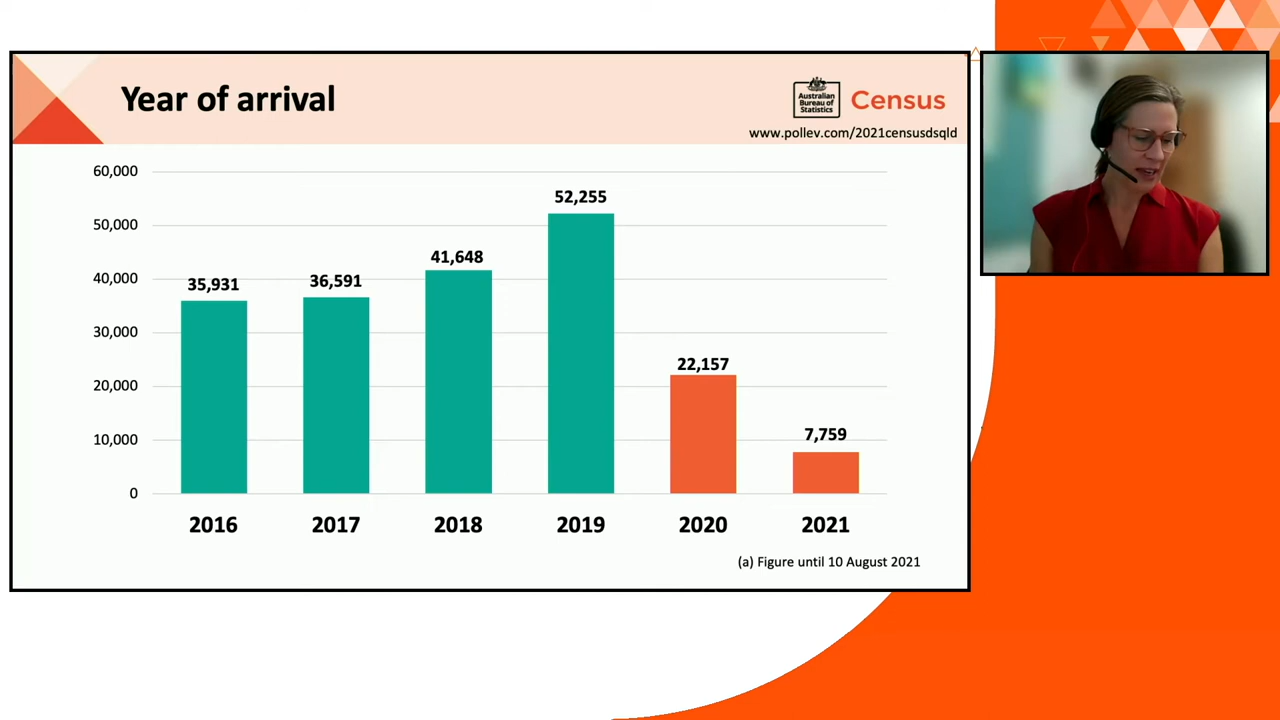 Year of arrival
Australian
Bureau of
Statistics
Census
www.pollev.com/2021censusdsqld
60,000
50,000
40,000
30,000
20,000
10,000
0
35,931
36,591
41,648
52,255
22,157
7,759
2016
2017
2018
2019
2020
2021
(a) Figure until 10 August 2021